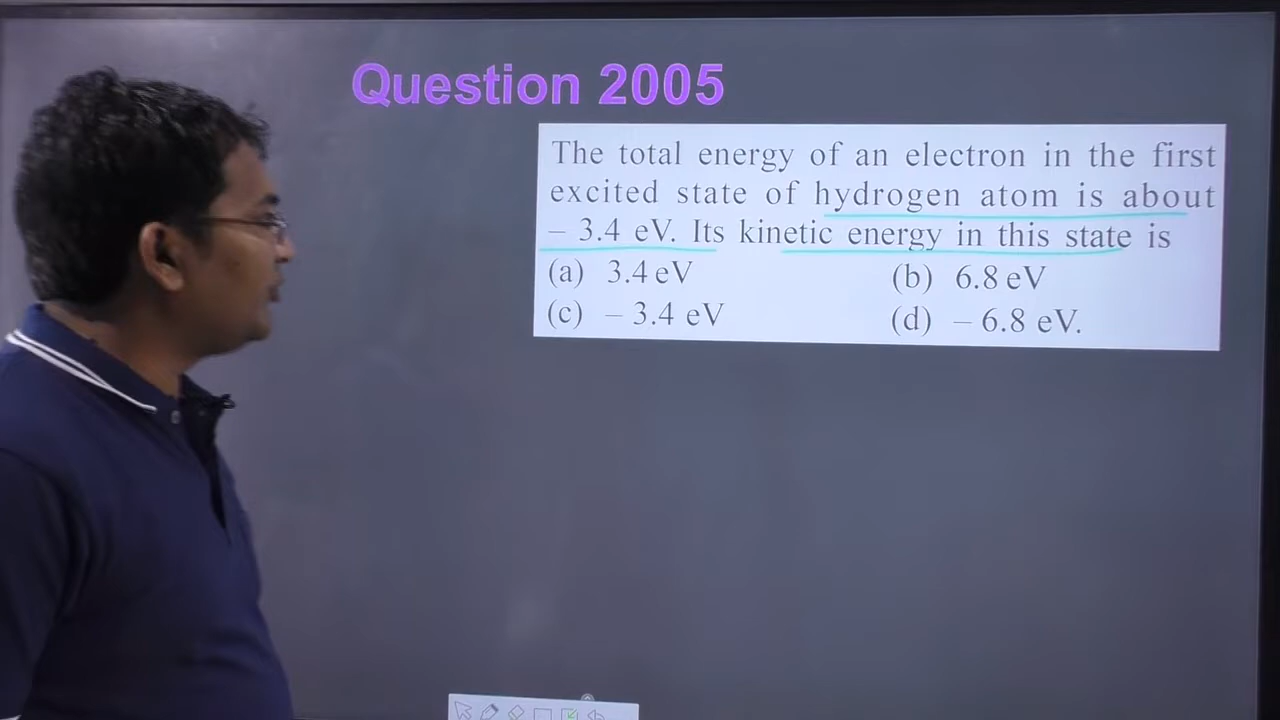 Question 2005
The total energy of an electron in the first
excited state of hydrogen atom is about
– 3.4 eV. Its kinetic energy in this state is
(a) 3.4 eV (b) 6.8 eV
(c) – 3.4 eV (d) – 6.8 eV.